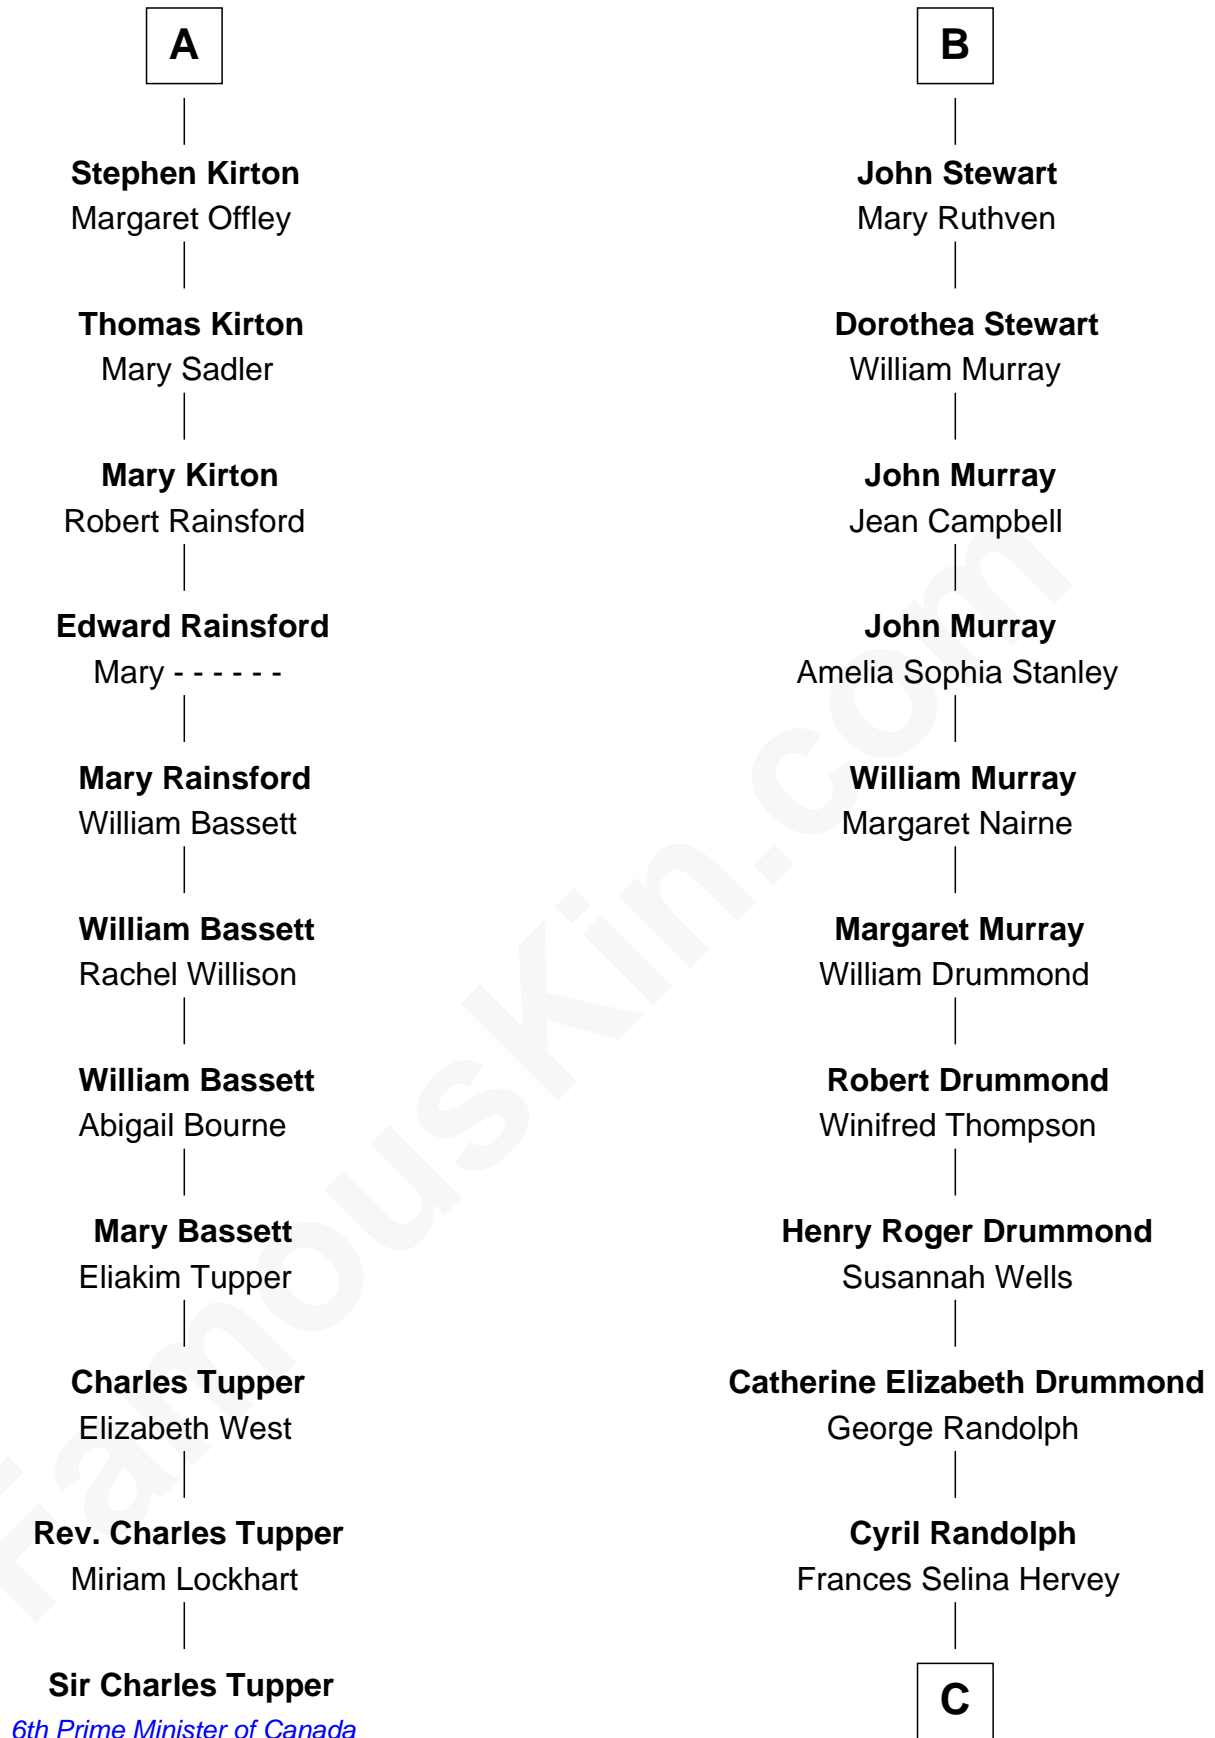 A
Stephen Kirton
Margaret Offley
Thomas Kirton
Mary Sadler
Mary Kirton
Robert Rainsford
Edward Rainsford
Mary - - - - - -
Mary Rainsford
William Bassett
William Bassett
Rachel Willison
William Bassett
Abigail Bourne
Mary Bassett
Eliakim Tupper
Charles Tupper
Elizabeth West
Rev. Charles Tupper
Miriam Lockhart
Sir Charles Tupper
6th Prime Minister of Canada
B
John Stewart
Mary Ruthven
Dorothea Stewart
William Murray
John Murray
Jean Campbell
John Murray
Amelia Sophia Stanley
William Murray
Margaret Nairne
Margaret Murray
William Drummond
Robert Drummond
Winifred Thompson
Henry Roger Drummond
Susannah Wells
Catherine Elizabeth Drummond
George Randolph
Cyril Randolph
Frances Selina Hervey
C
FamousKin.com